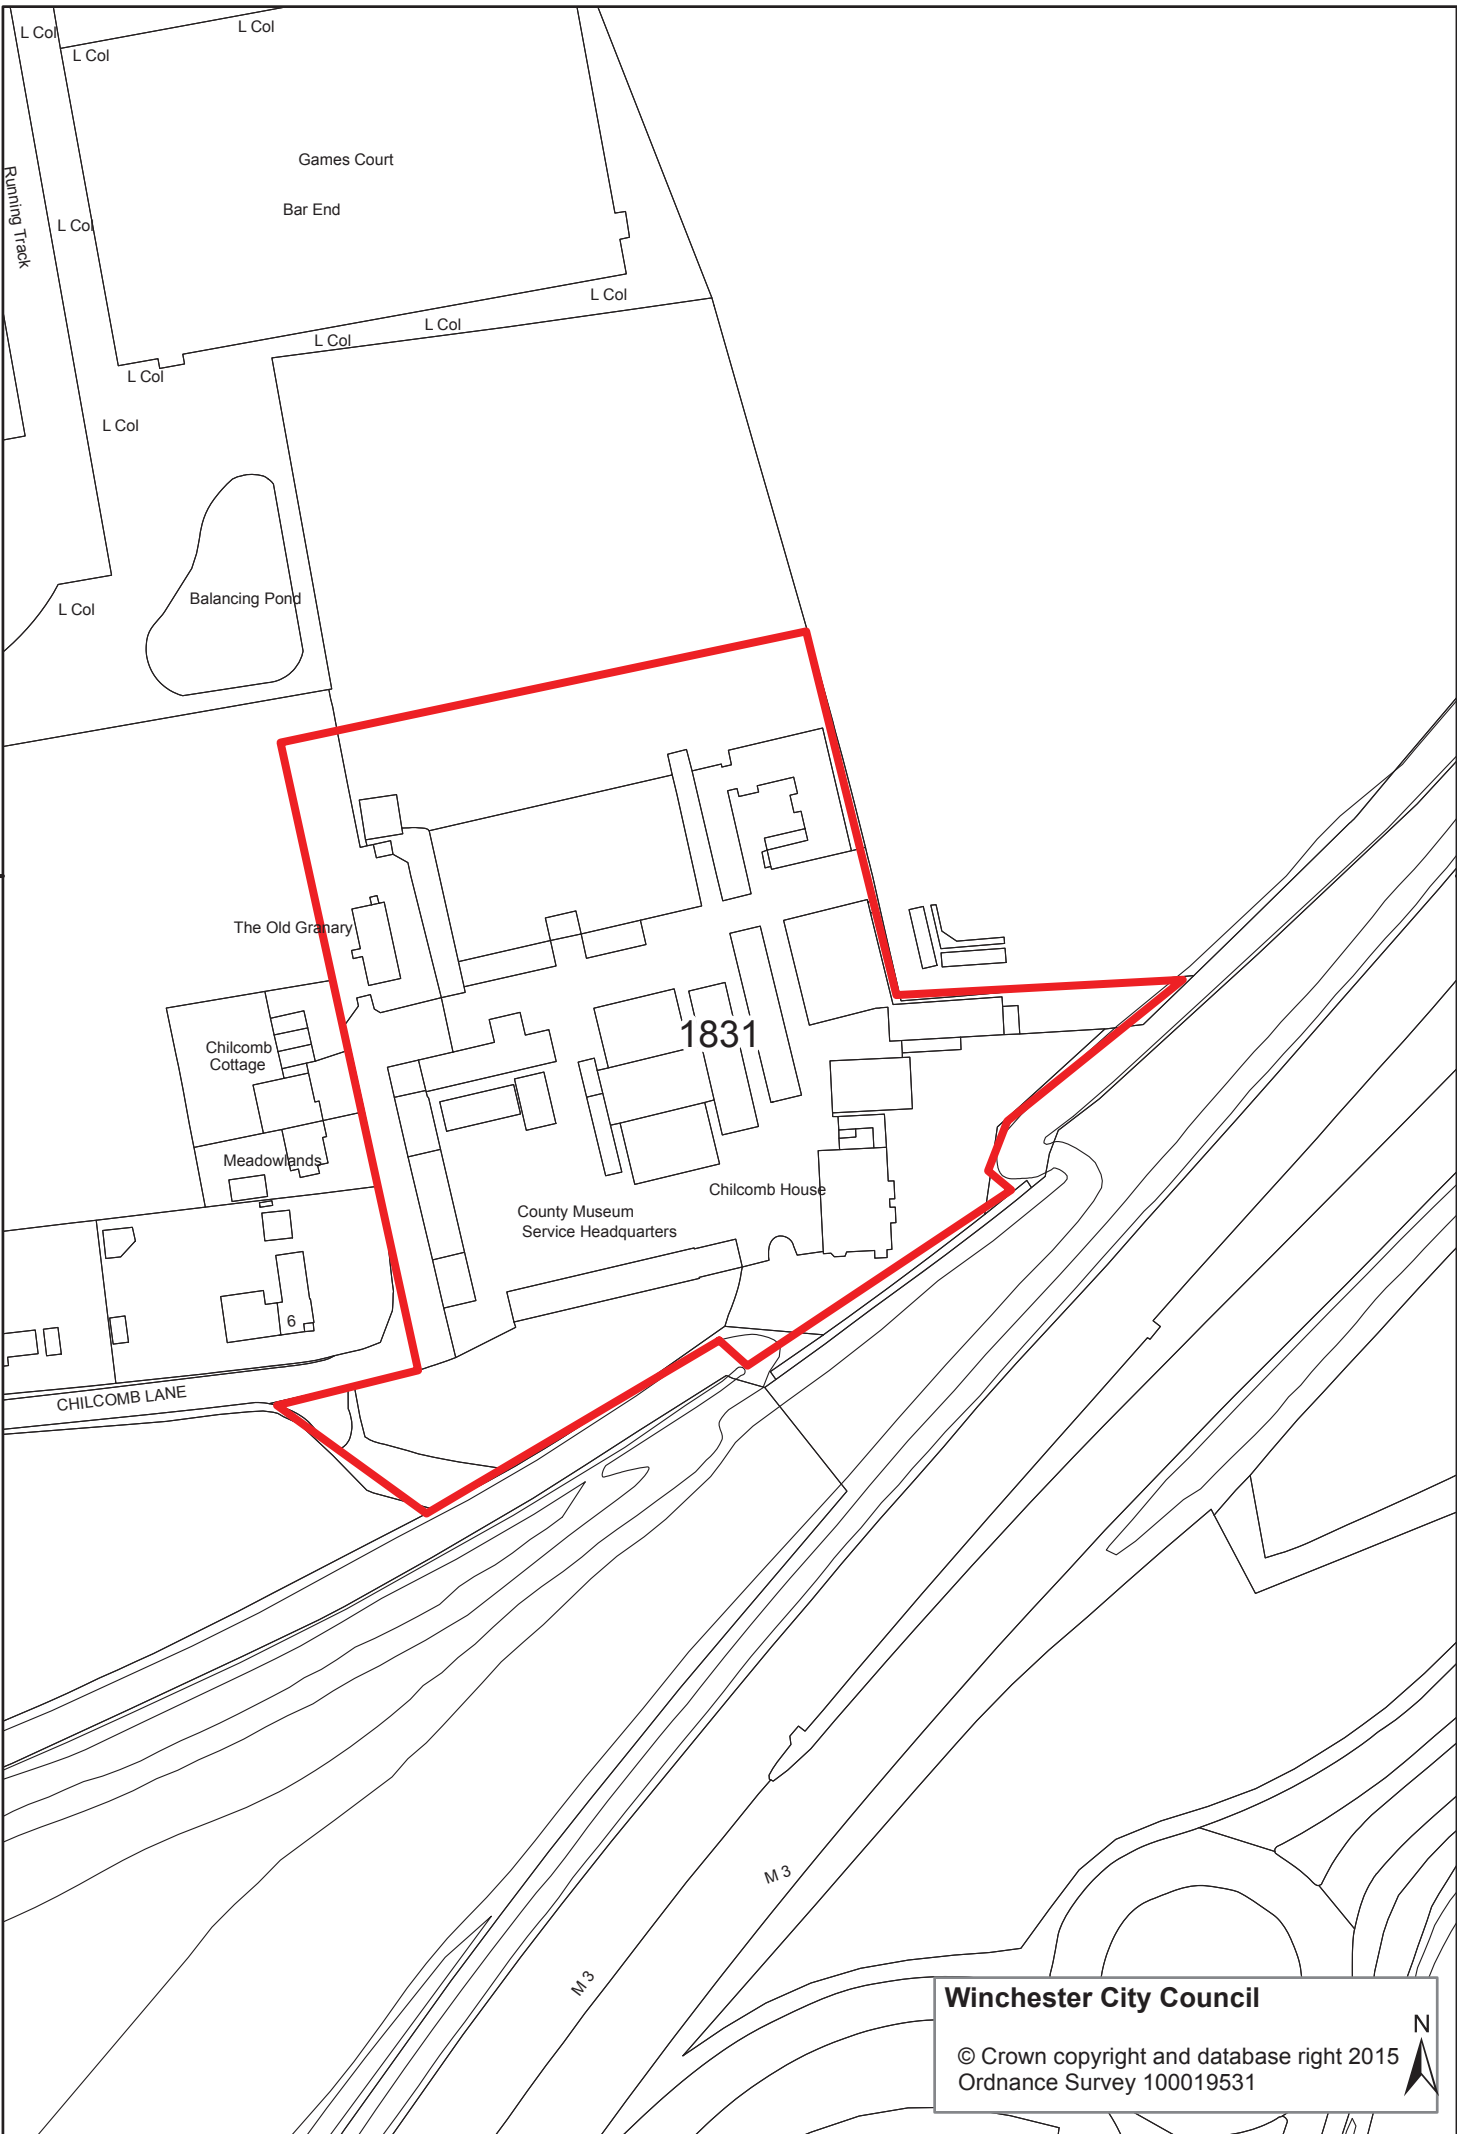 L Col
L Col
L Col
Games Court
Running Track
Bar End
L Col
L Col
L Col
L Col
L Col
L Col
Balancing Pond
L Col
The Old Granary
1831
Chilcomb
Cottage
Meadowlands
Chilcomb House
County Museum
Service Headquarters
6
CHILCOMB LANE
M 3
M 3
Winchester City Council
N
© Crown copyright and database right 2015
Ordnance Survey 100019531